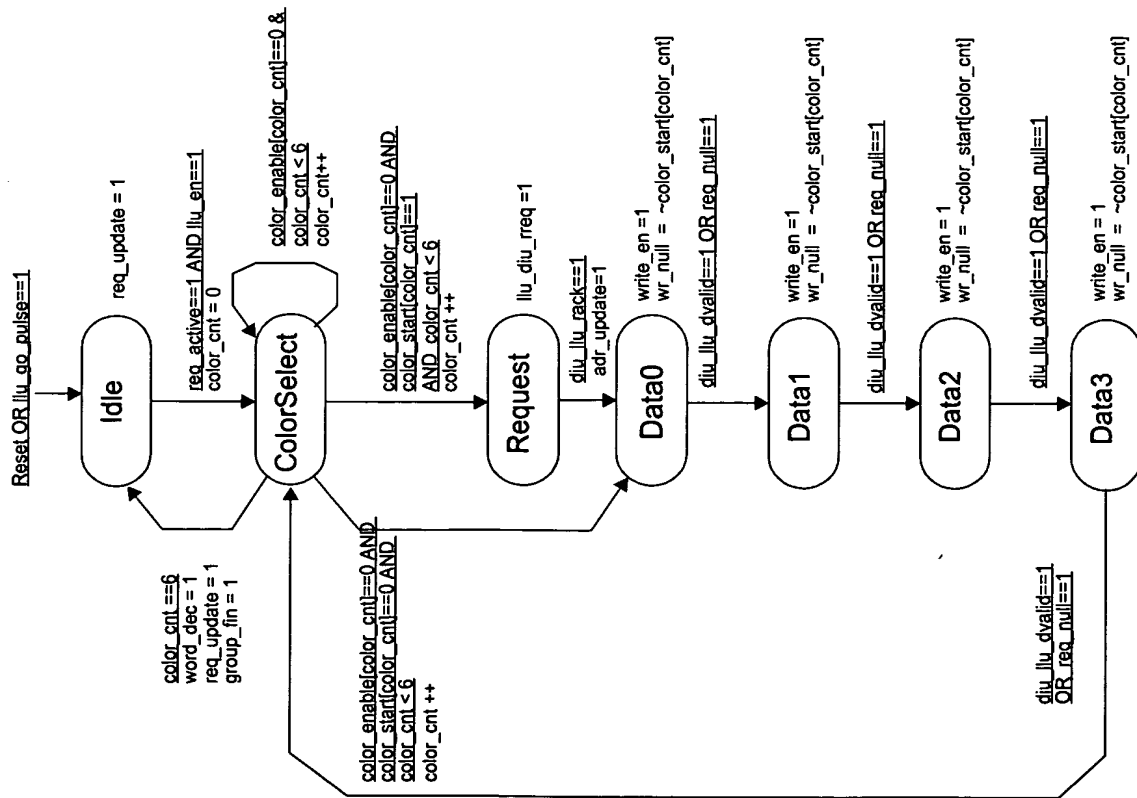 Reset OR llu_go_pulse==1
Idle
req_update = 1
req_active==1 AND llu_en==1
color_cnt = 0
color_cnt ==6
word_dec = 1
req_update = 1
group_fin = 1
ColorSelect
color_enable[color_cnt]==0 &
color_cnt < 6
color_cnt++
color_enable[color_cnt]==0 AND
color_start[color_cnt]==1
AND color_cnt < 6
color_cnt ++
color_enable[color_cnt]==0 AND
color_start[color_cnt]==0 AND
color_cnt < 6
color_cnt ++
Request
llu_diu_rreq =1
diu_llu_rack==1
adr_update=1
Data0
write_en =1
wr_null = ~color_start[color_cnt]
diu_llu_dvalid==1 OR req_null==1
Data1
write_en =1
wr_null = ~color_start[color_cnt]
diu_llu_dvalid==1 OR req_null==1
Data2
write_en =1
wr_null = ~color_start[color_cnt]
diu_llu_dvalid==1 OR req_null==1
Data3
write_en =1
wr_null = ~color_start[color_cnt]
diu_llu_dvalid==1
OR req_null==1